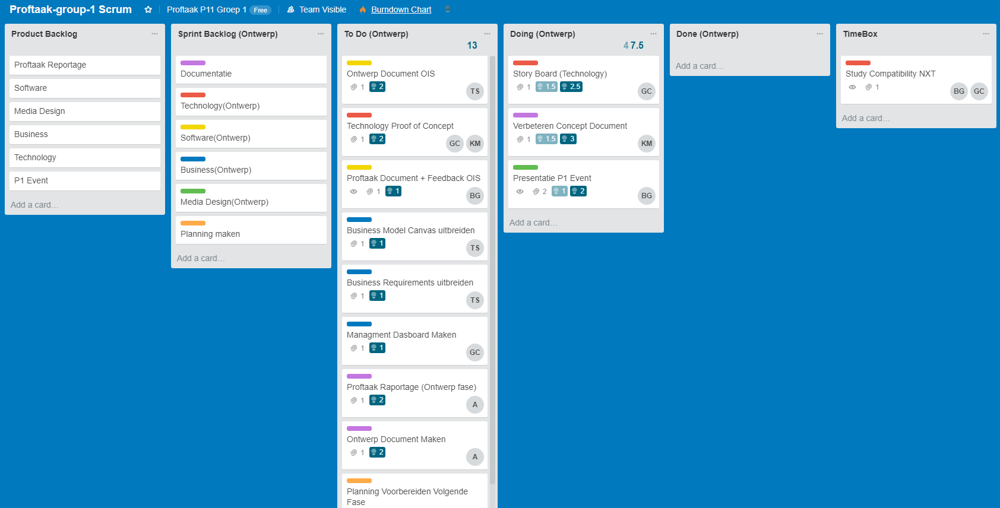 Proftaak-group-1 Scrum
Proftaak P11 Groep 1 Free
Team Visible
Burndown Chart
Product Backlog
Proftaak Reportage
Software
Media Design
Business
Technology
P1 Event
Add a card…
Sprint Backlog (Ontwerp)
Documentatie
Technology(Ontwerp)
Software(Ontwerp)
Business(Ontwerp)
Media Design(Ontwerp)
Planning maken
Add a card…
To Do (Ontwerp)
13
Ontwerp Document OIS
1 2
TS
Technology Proof of Concept
1 2
GC KM
Proftaak Document + Feedback OIS
1 1
BG
Business Model Canvas uitbreiden
1 1
TS
Business Requirements uitbreiden
1 1
TS
Managment Dasboard Maken
1 1
GC
Proftaak Raportage (Ontwerp fase)
1 2
A
Ontwerp Document Maken
1 2
A
Planning Voorbereiden Volgende
Fase
Doing (Ontwerp)
4 7.5
Story Board (Technology)
1 1.5 2.5
GC
Verbeteren Concept Document
1 1.5 3
KM
Presentatie P1 Event
2 1 2
BG
Add a card…
Done (Ontwerp)
Add a card…
TimeBox
Study Compatibility NXT
1
BG GC
Add a card…